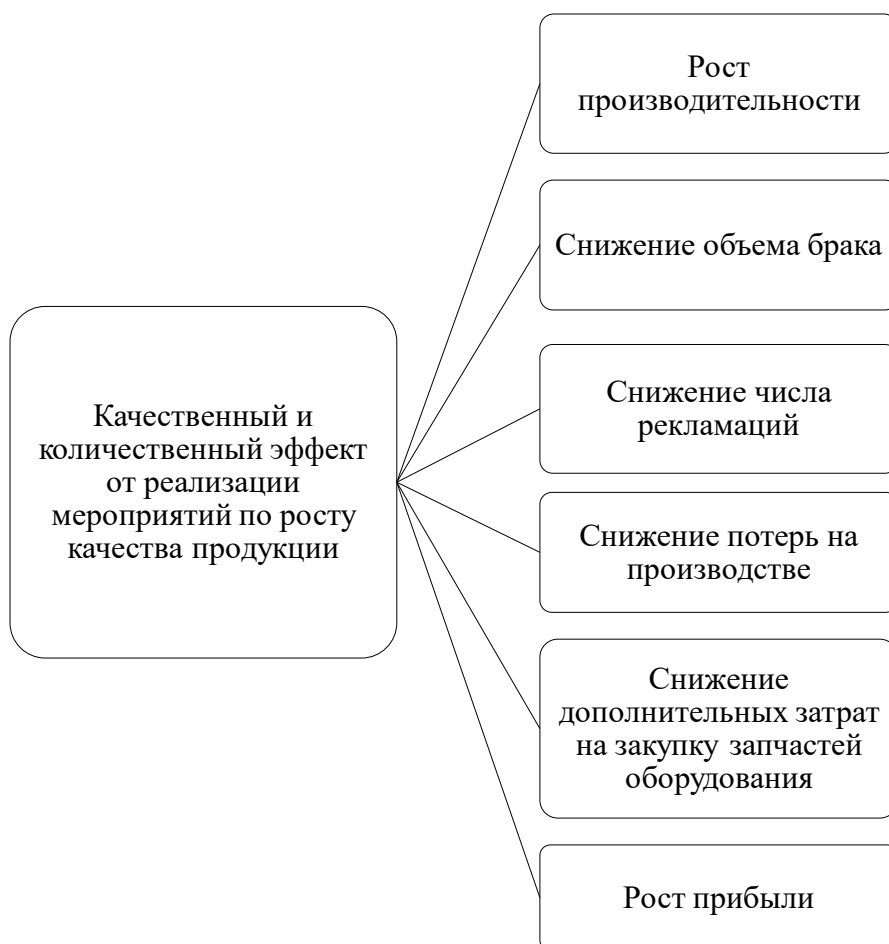 Рост
производительности
Снижение объема брака
Качественный и
количественный эффект
от реализации
мероприятий по росту
качества продукции
Снижение числа
рекламаций
Снижение потерь на
производстве
Снижение
дополнительных затрат
на закупку запчастей
оборудования
Рост прибыли